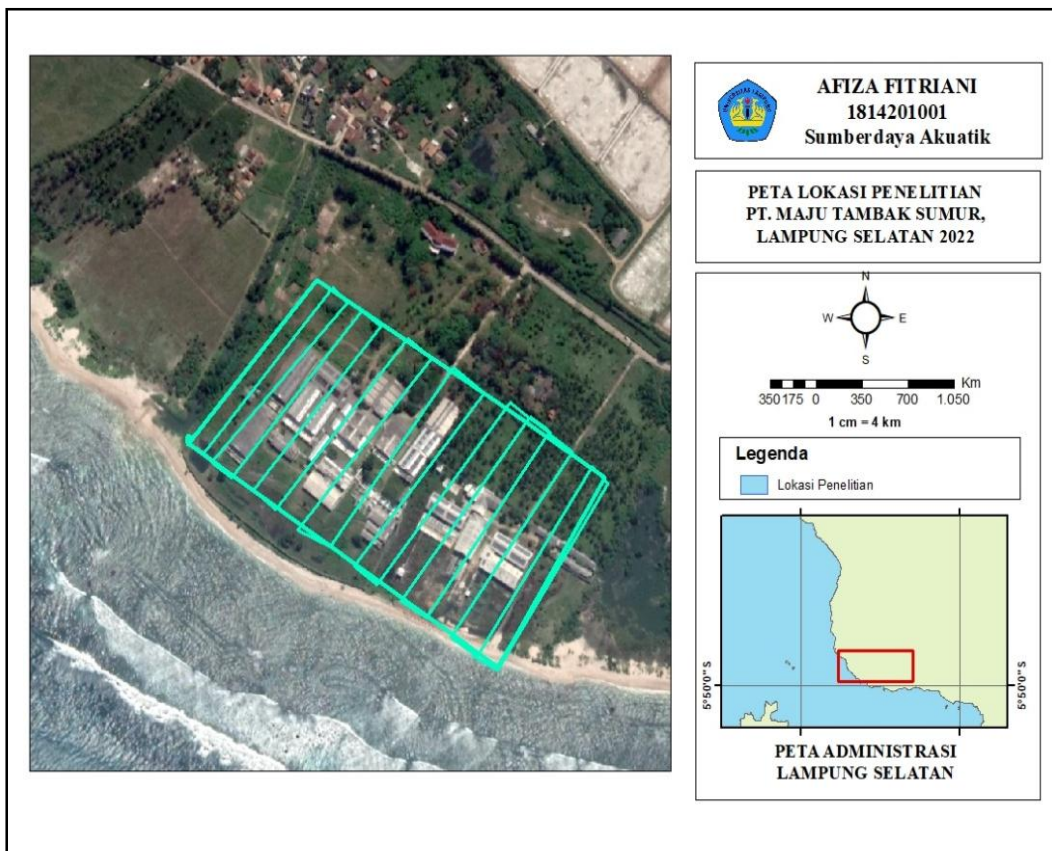 AFIZA FITRIANI
1814201001
Sumberdaya Akuatik
PETA LOKASI PENELITIAN
PT. MAJU TAMBAK SUMUR,
LAMPUNG SELATAN 2022
N
W E
S
350 175 0 350 700 1.050 Km
1 cm = 4 km
Legenda
Lokasi Penelitian
5°50'0"S 5°50'0"S
PETA ADMINISTRASI
LAMPUNG SELATAN